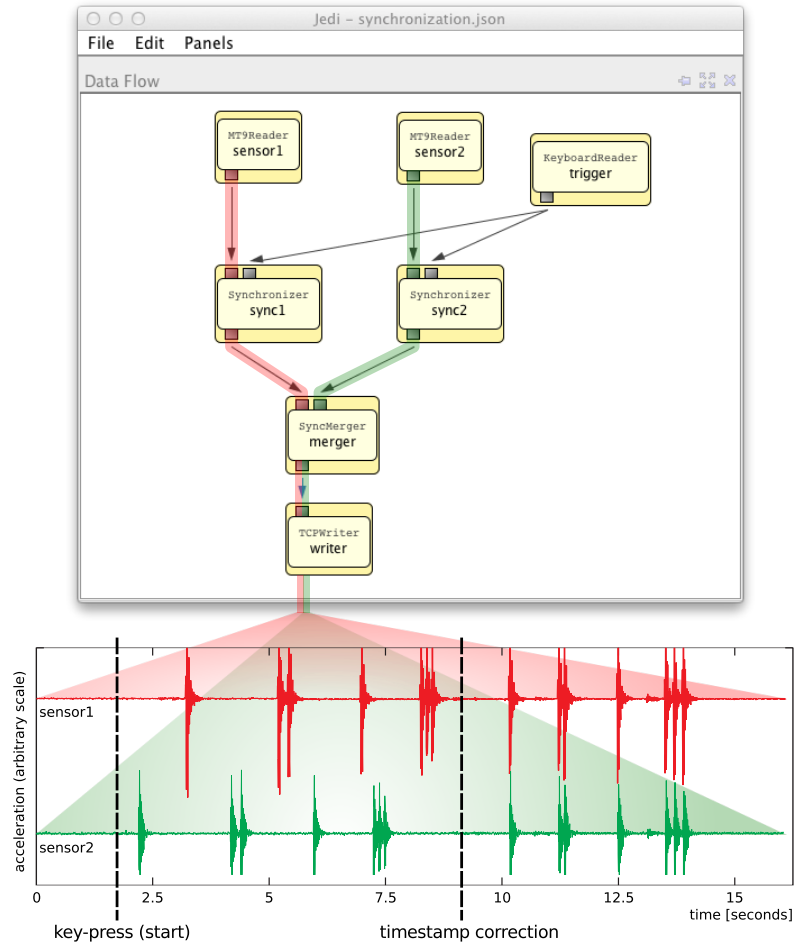 Jedi – synchronization.json
File Edit Panels
Data Flow
MT9Reader
sensor1
MT9Reader
sensor2
KeyboardReader
trigger
Synchronizer
sync1
Synchronizer
sync2
SyncMerger
merger
TCPWriter
writer
acceleration (arbitrary scale)
sensor1
sensor2
0 2.5 5 7.5 10 12.5 15
time [seconds]
key-press (start) timestamp correction